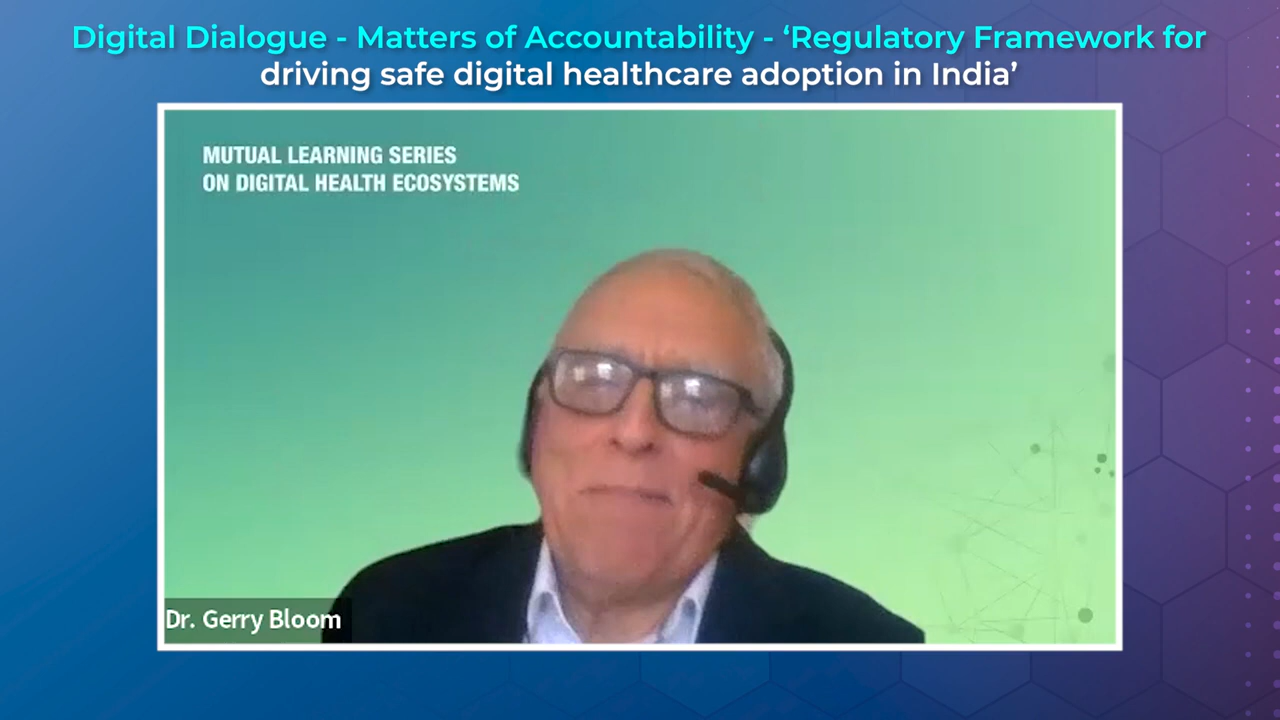 Digital Dialogue - Matters of Accountability - ‘Regulatory Framework for
driving safe digital healthcare adoption in India’
MUTUAL LEARNING SERIES
ON DIGITAL HEALTH ECOSYSTEMS
Dr. Gerry Bloom